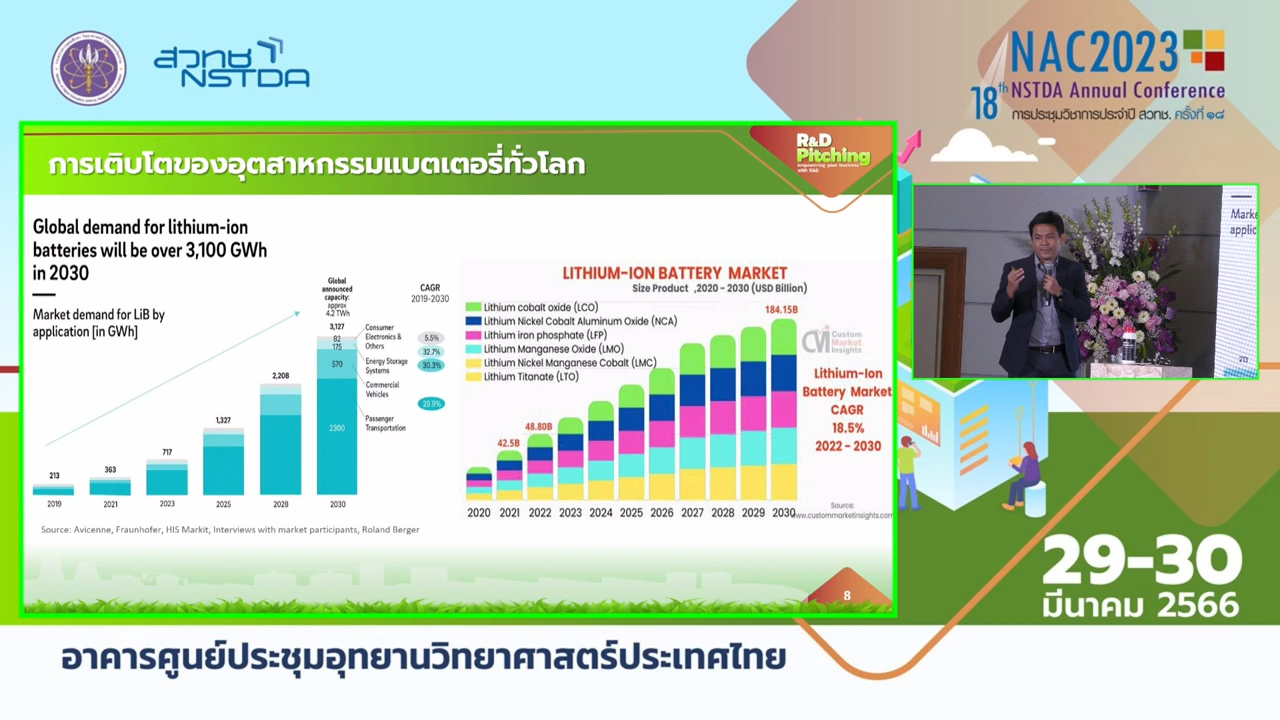 สวทช
NSTDA
NAC2023
18th NSTDA Annual Conference
การประชุมวิชาการประจำปี สวทช. ครั้งที่ ๑๘
การเติบโตของอุตสาหกรรมแบตเตอรี่ทั่วโลก
R&D
Pitching
Empowering your business
with R&D
Global demand for lithium-ion
batteries will be over 3,100 GWh
in 2030
Market demand for LiB by
application [in GWh]
Global
announced
capacity:
approx
4.2 TWh
CAGR
2019-2030
3,127
82
175
570
2300
2,208
1,327
717
363
213
Consumer
Electronics &
Others
5.5%
Energy Storage
Systems
32.7%
30.3%
Commercial
Vehicles
29.9%
Passenger
Transportation
2019 2021 2023 2025 2028 2030
Source: Avicenne, Fraunhofer, HIS Markit, Interviews with market participants, Roland Berger
LITHIUM-ION BATTERY MARKET
Size Product ,2020 - 2030 (USD Billion)
Lithium cobalt oxide (LCO)
Lithium Nickel Cobalt Aluminum Oxide (NCA)
Lithium iron phosphate (LFP)
Lithium Manganese Oxide (LMO)
Lithium Nickel Manganese Cobalt (LMC)
Lithium Titanate (LTO)
184.15B
48.80B
42.5B
CMI Custom
Market
Insights
Lithium-Ion
Battery Market
CAGR
18.5%
2022 - 2030
2020 2021 2022 2023 2024 2025 2026 2027 2028 2029 2030
Source:
www.custommarketinsights.com
8
Marke
applic
213
29-30
มีนาคม 2566
อาคารศูนย์ประชุมอุทยานวิทยาศาสตร์ประเทศไทย